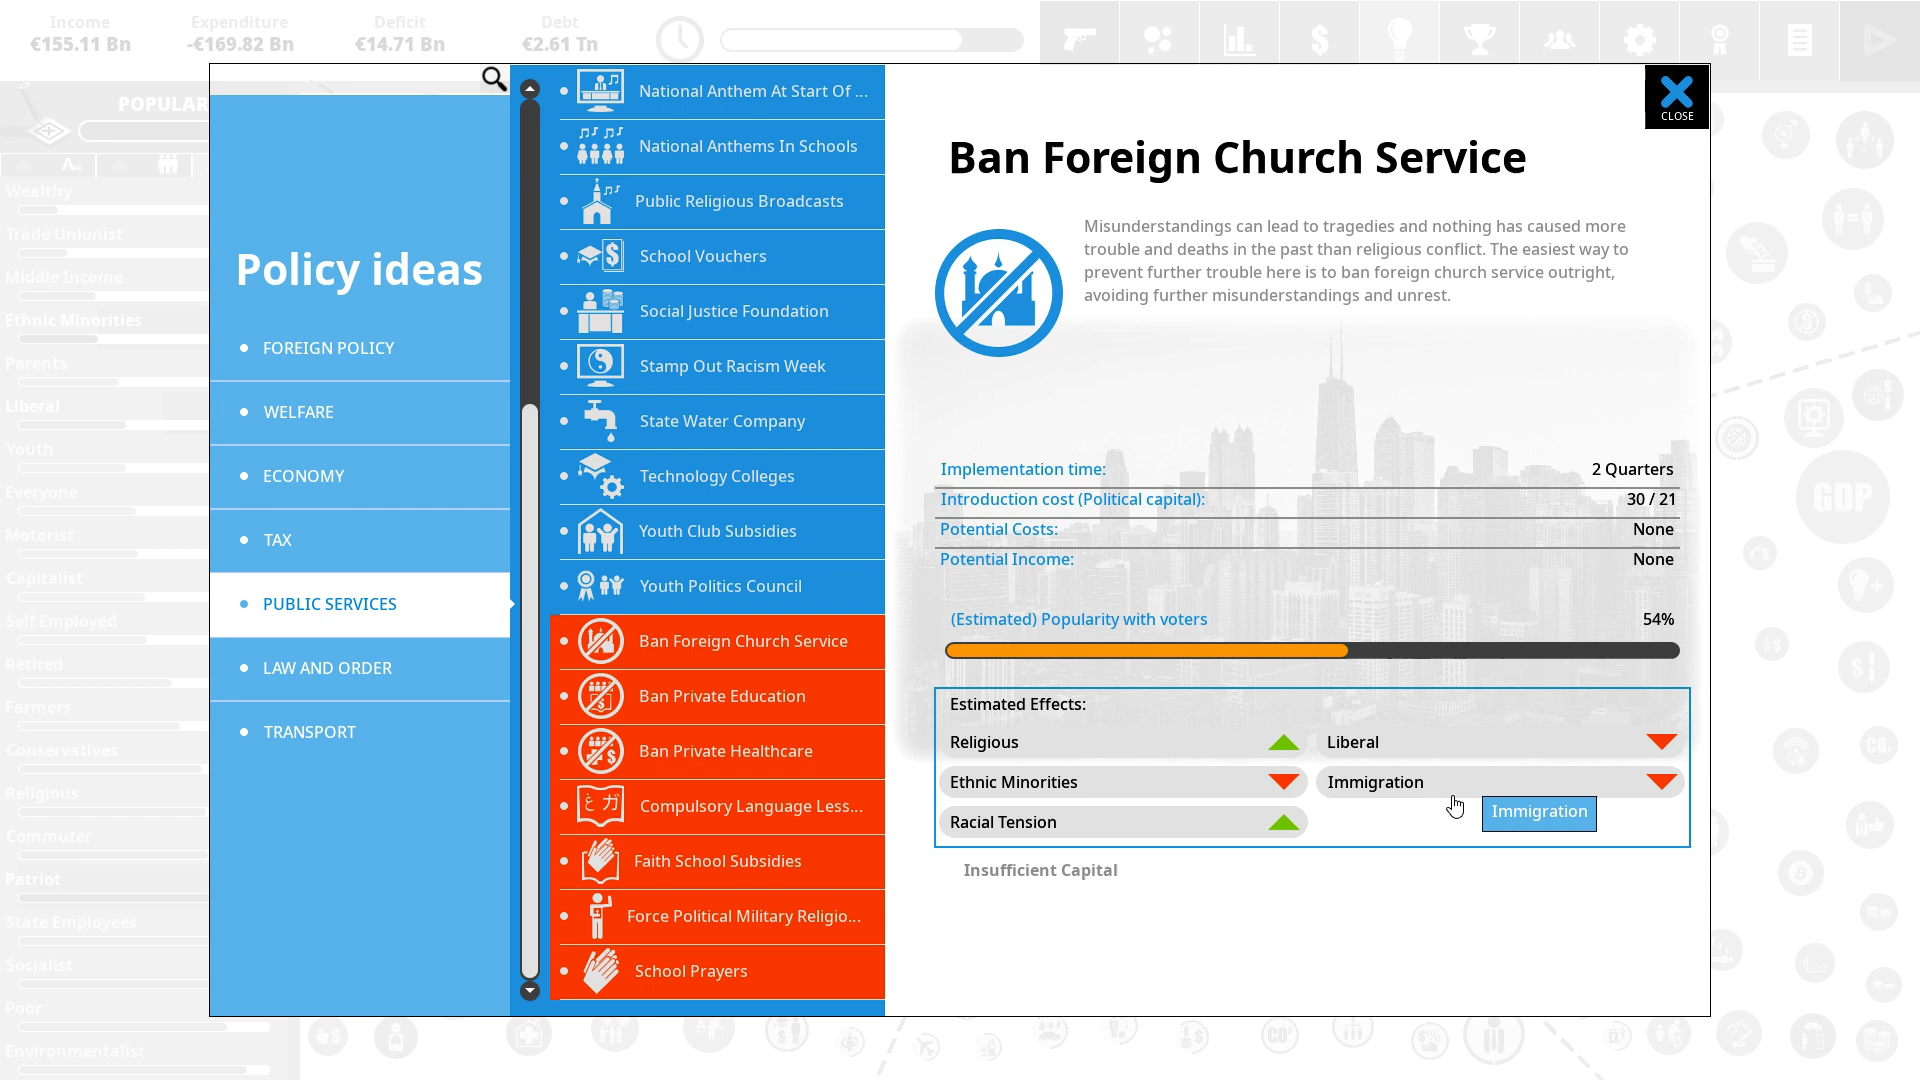 Income
Expenditure
Deficit
Debt
€155.11 Bn
-€169.82 Bn
€14.71 Bn
€2.61 Tn
POPULAR
Wealthy
Trade Unionist
Middle Income
Ethnic Minorities
Parents
Liberal
Youth
Everyone
Motorist
Capitalist
Self Employed
Retired
Farmers
Conservatives
Religious
Commuter
Patriot
State Employees
Socialist
Poor
Environmentalist
Policy ideas
FOREIGN POLICY
WELFARE
ECONOMY
TAX
PUBLIC SERVICES
LAW AND ORDER
TRANSPORT
National Anthem At Start Of ...
National Anthems In Schools
Public Religious Broadcasts
School Vouchers
Social Justice Foundation
Stamp Out Racism Week
State Water Company
Technology Colleges
Youth Club Subsidies
Youth Politics Council
Ban Foreign Church Service
Ban Private Education
Ban Private Healthcare
Compulsory Language Less...
Faith School Subsidies
Force Political Military Religio...
School Prayers
CLOSE
Ban Foreign Church Service
Misunderstandings can lead to tragedies and nothing has caused more
trouble and deaths in the past than religious conflict. The easiest way to
prevent further trouble here is to ban foreign church service outright,
avoiding further misunderstandings and unrest.
Implementation time: 2 Quarters
Introduction cost (Political capital): 30 / 21
Potential Costs: None
Potential Income: None
(Estimated) Popularity with voters 54%
Estimated Effects:
Religious
Liberal
Ethnic Minorities
Immigration
Racial Tension
Immigration
Insufficient Capital
GDP